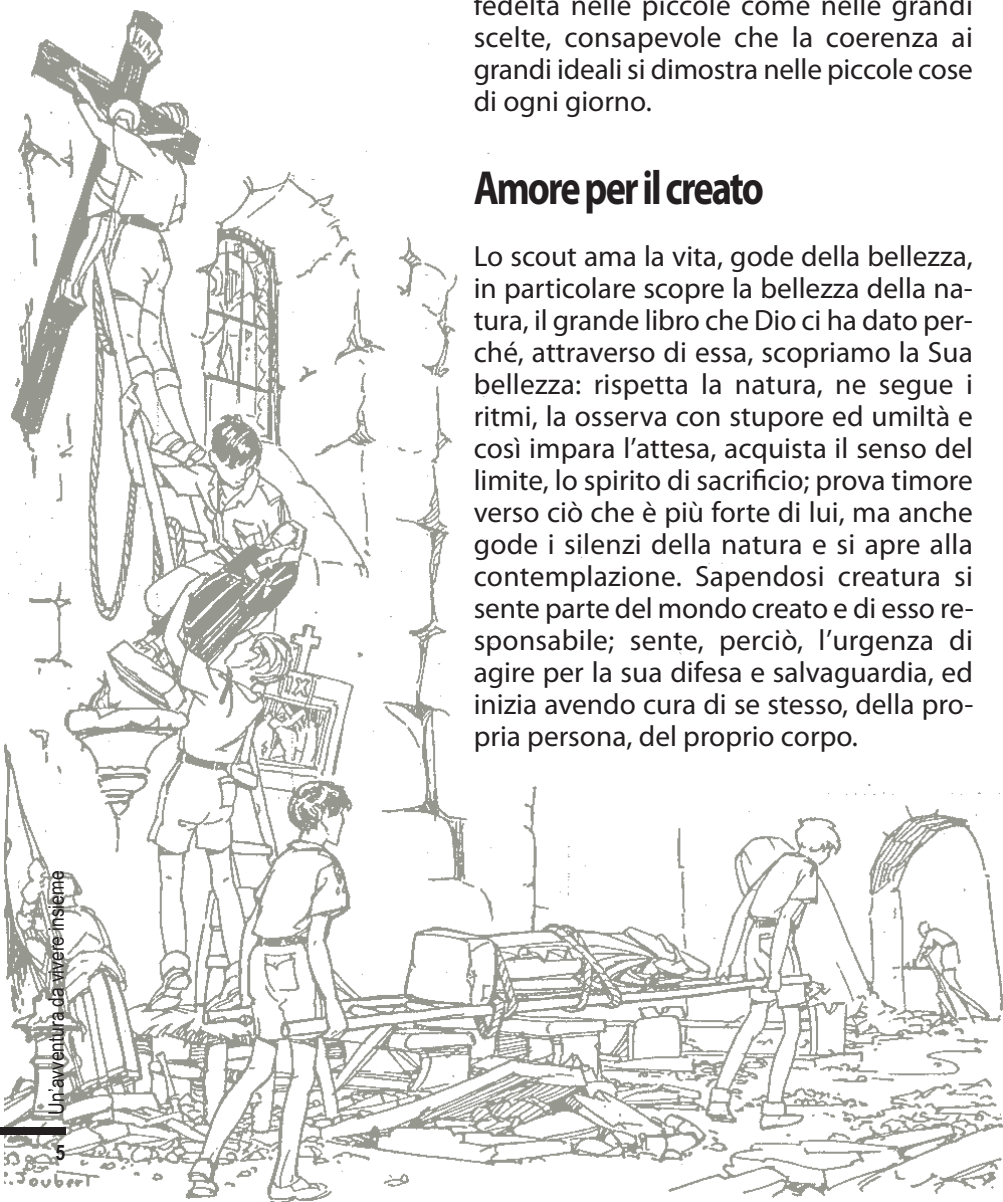 fedeltà nelle piccole come nelle grandi
scelte, consapevole che la coerenza ai
grandi ideali si dimostra nelle piccole cose
di ogni giorno.
Amore per il creato
Lo scout ama la vita, gode della bellezza,
in particolare scopre la bellezza della na-
tura, il grande libro che Dio ci ha dato per-
ché, attraverso di essa, scopriamo la Sua
bellezza: rispetta la natura, ne segue i
ritmi, la osserva con stupore ed umiltà e
così impara l’attesa, acquista il senso del
limite, lo spirito di sacrificio; prova timore
verso ciò che è più forte di lui, ma anche
gode i silenzi della natura e si apre alla
contemplazione. Sapendosi creatura si
sente parte del mondo creato e di esso re-
sponsabile; sente, perciò, l’urgenza di
agire per la sua difesa e salvaguardia, ed
inizia avendo cura di se stesso, della pro-
pria persona, del proprio corpo.
Un’avventura da vivere insieme
5
Joubert